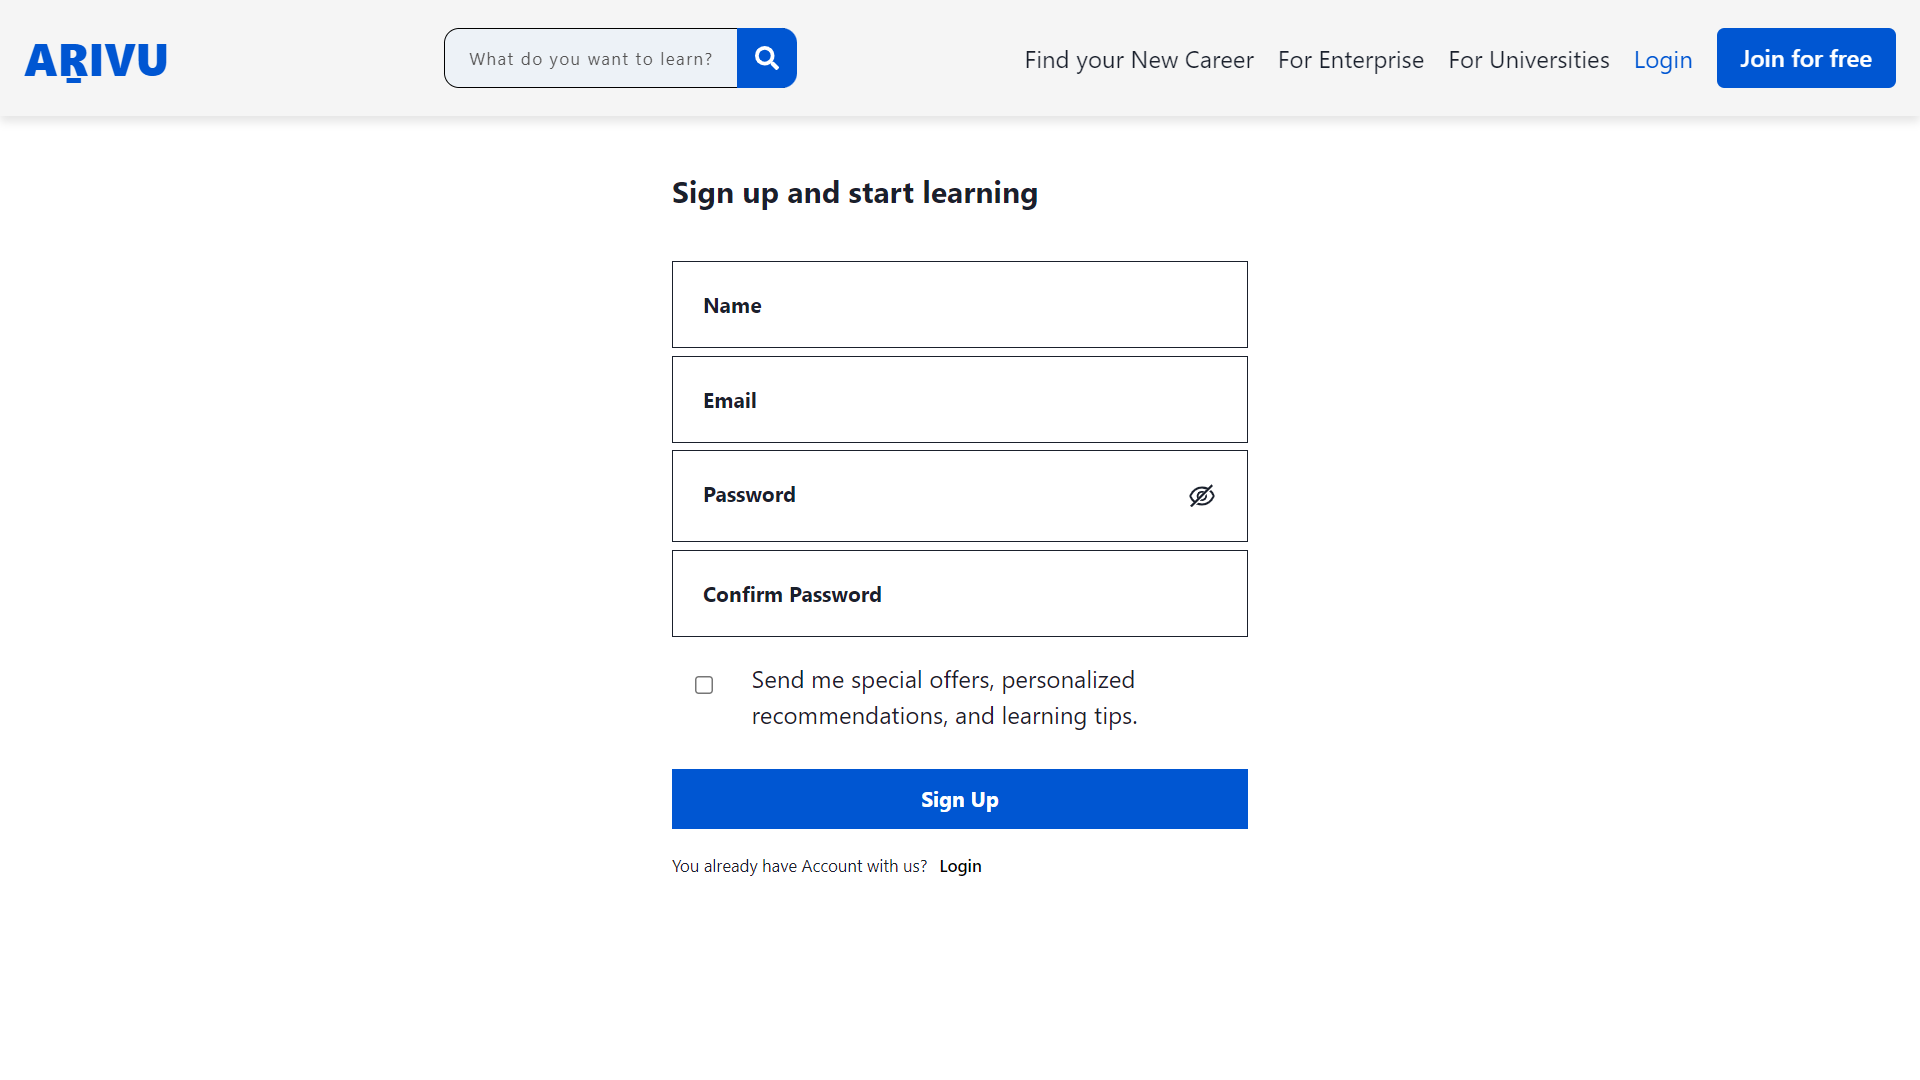 AṞIVU
What do you want to learn?
Find your New Career
For Enterprise
For Universities
Login
Join for free
Sign up and start learning
Name
Email
Password
Confirm Password
Send me special offers, personalized
recommendations, and learning tips.
Sign Up
You already have Account with us? Login